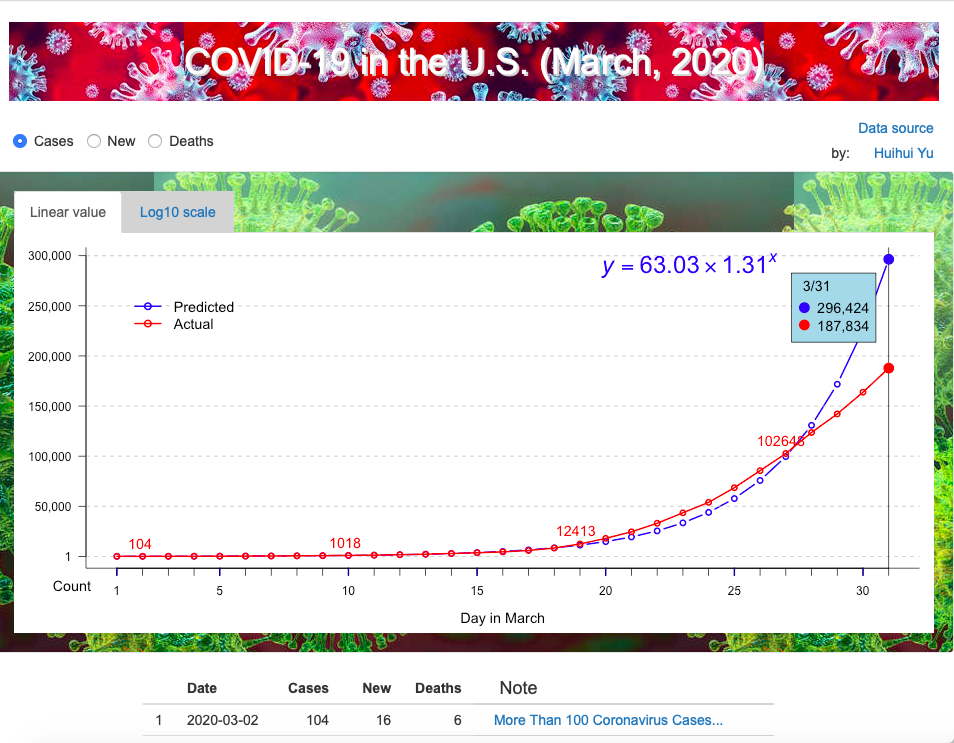 COVID-19 in the U.S. (March, 2020)
Cases New Deaths
Data source
by: Huihui Yu
Linear value Log10 scale
y = 63.03 × 1.31^x
300,000
250,000
200,000
150,000
100,000
50,000
1
Predicted
Actual
3/31
296,424
187,834
104
1018
12413
102648
Count
1 5 10 15 20 25 30
Day in March
Date Cases New Deaths Note
1 2020-03-02 104 16 6 More Than 100 Coronavirus Cases...